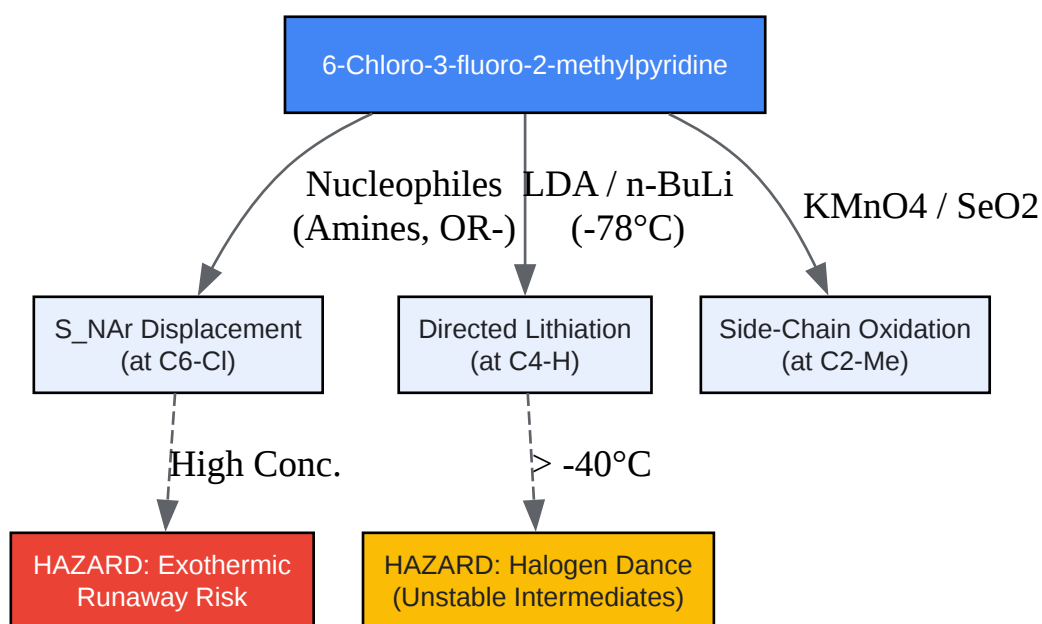 6-Chloro-3-fluoro-2-methylpyridine
Nucleophiles
(Amines, OR-)
LDA / n-BuLi
(-78°C)
KMnO4 / SeO2
S_NAr Displacement
(at C6-Cl)
Directed Lithiation
(at C4-H)
Side-Chain Oxidation
(at C2-Me)
High Conc.
> -40°C
HAZARD: Exothermic
Runaway Risk
HAZARD: Halogen Dance
(Unstable Intermediates)